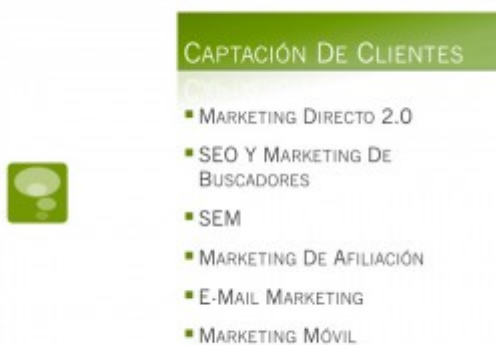 CAPTACIÓN DE CLIENTES
MARKETING DIRECTO 2.0
SEO Y MARKETING DE
BUSCADORES
SEM
MARKETING DE AFILIACIÓN
E-MAIL MARKETING
MARKETING MÓVIL